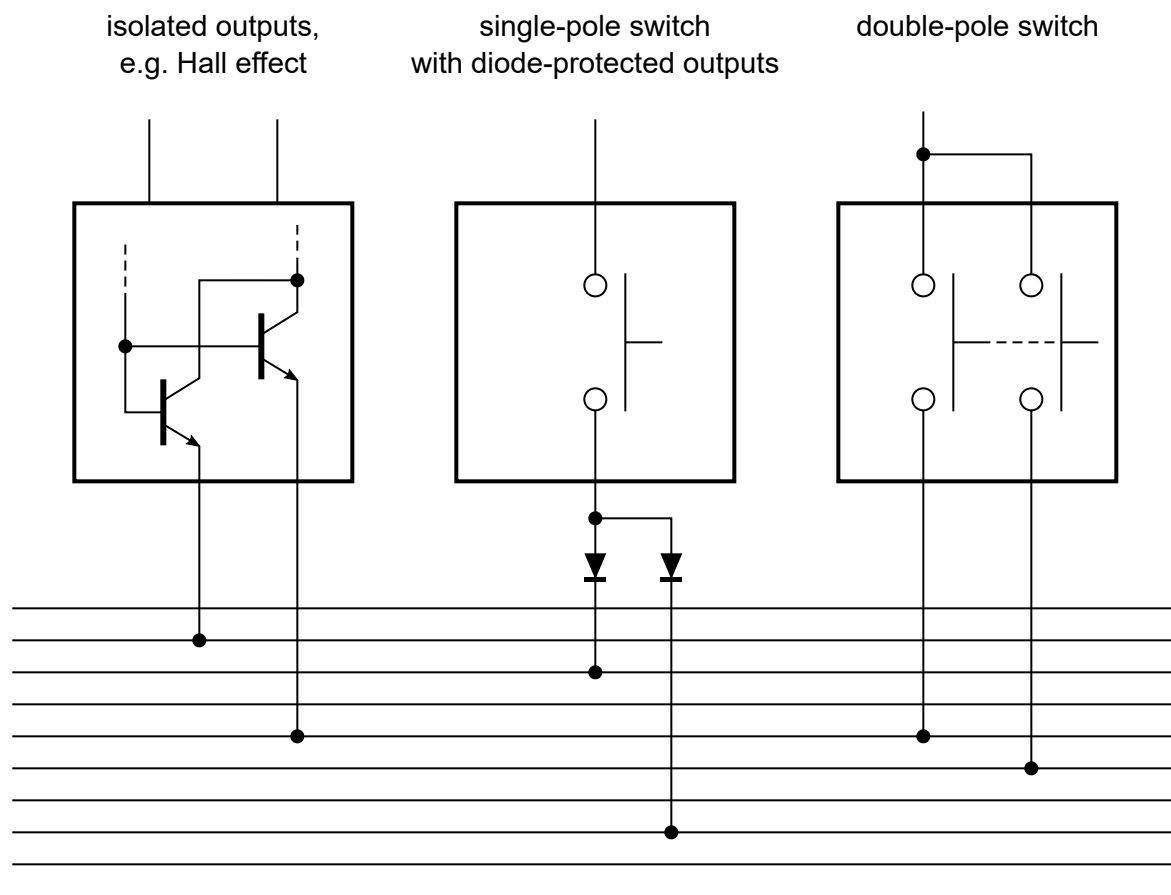 isolated outputs,
e.g. Hall effect
single-pole switch
with diode-protected outputs
double-pole switch